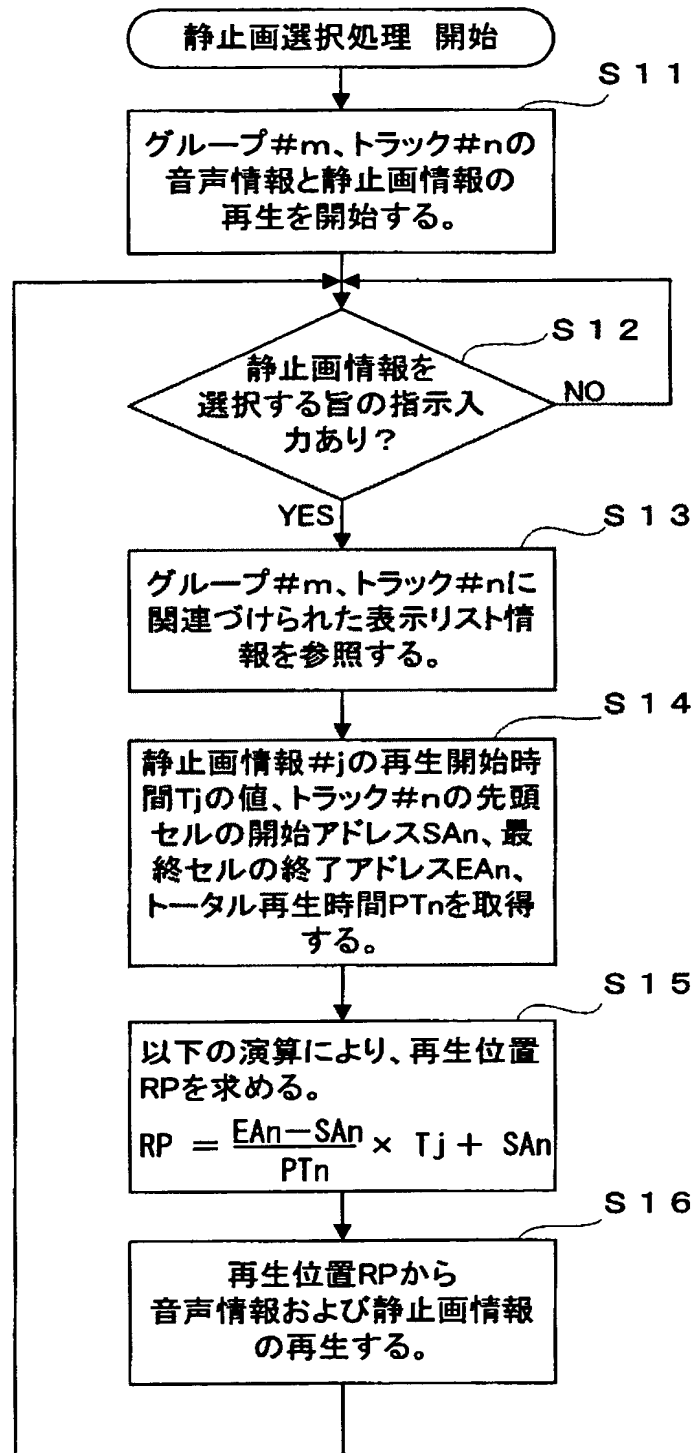 静止画選択処理 開始
S11
グループ#m、トラック#nの
音声情報と静止画情報の
再生を開始する。
S12
静止画情報を
選択する旨の指示入
力あり?
NO
YES
S13
グループ#m、トラック#nに
関連づけられた表示リスト情
報を参照する。
S14
静止画情報#jの再生開始時
間Tjの値、トラック#nの先頭
セルの開始アドレスSAn、最
終セルの終了アドレスEAn、
トータル再生時間PTnを取得
する。
S15
以下の演算により、再生位置
RPを求める。
RP = EAn-SAn/PTn × Tj + SAn
S16
再生位置RPから
音声情報および静止画情報
の再生する。